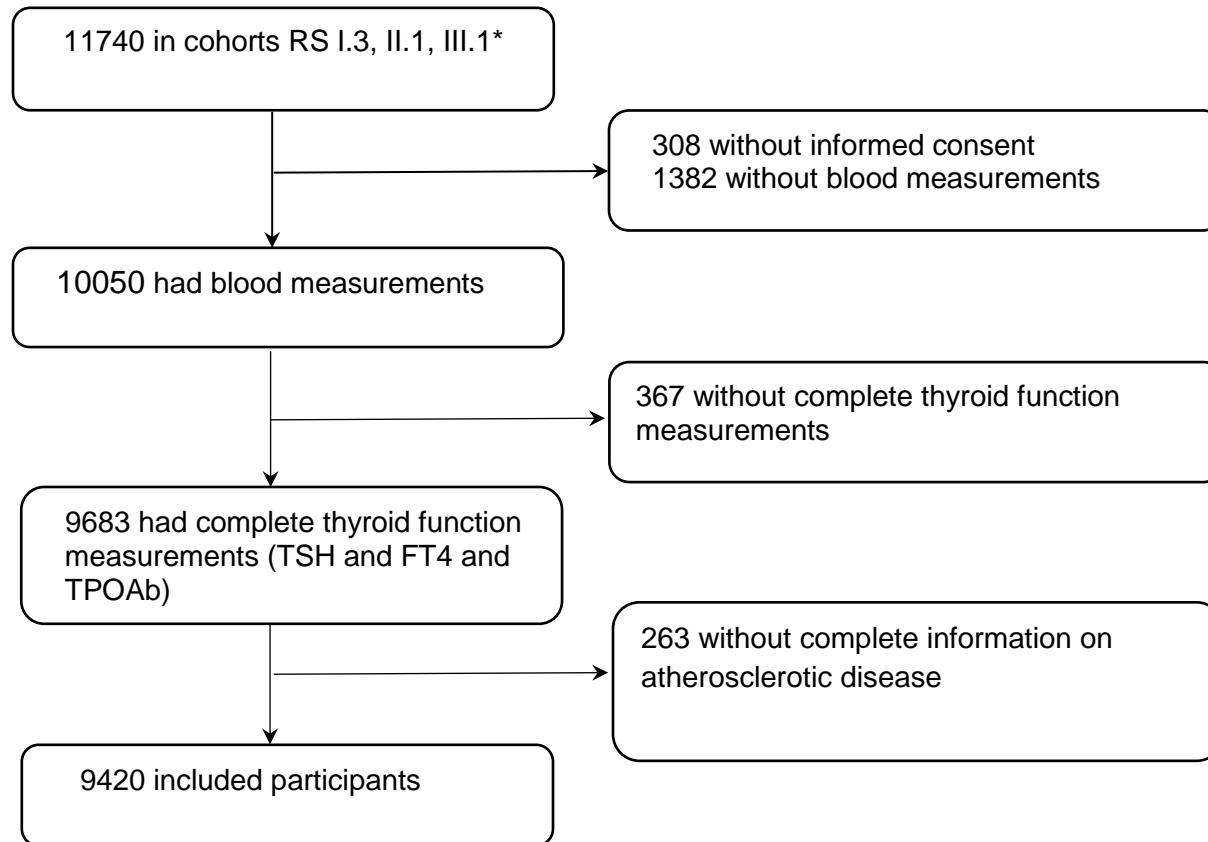 11740 in cohorts RS I.3, II.1, III.1*
308 without informed consent
1382 without blood measurements
10050 had blood measurements
367 without complete thyroid function
measurements
9683 had complete thyroid function
measurements (TSH and FT4 and
TPOAb)
263 without complete information on
atherosclerotic disease
9420 included participants